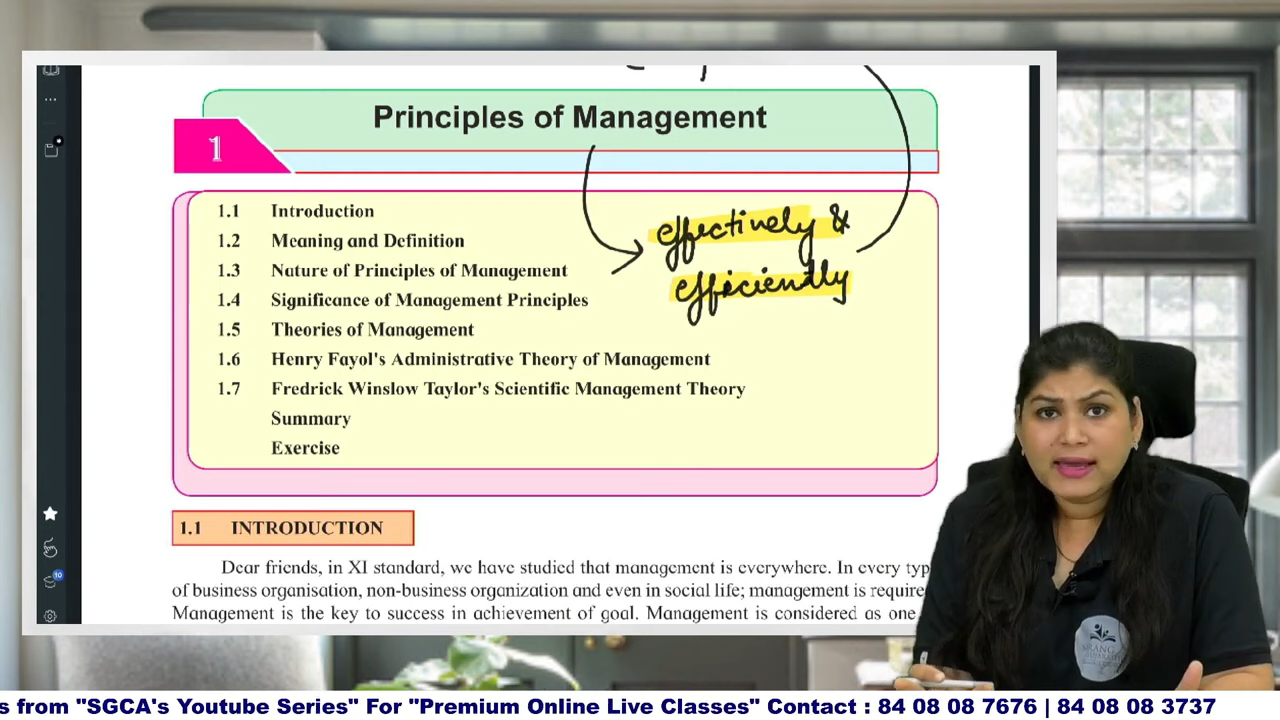 Principles of Management
1
1.1 Introduction
1.2 Meaning and Definition
1.3 Nature of Principles of Management
1.4 Significance of Management Principles
1.5 Theories of Management
1.6 Henry Fayol's Administrative Theory of Management
1.7 Fredrick Winslow Taylor's Scientific Management Theory
Summary
Exercise
effectively &
efficiently
1.1 INTRODUCTION
Dear friends, in XI standard, we have studied that management is everywhere. In every typ
of business organisation, non-business organization and even in social life; management is require
Management is the key to success in achievement of goal. Management is considered as one
10
s from "SGCA's Youtube Series" For "Premium Online Live Classes" Contact : 84 08 08 7676 | 84 08 08 3737